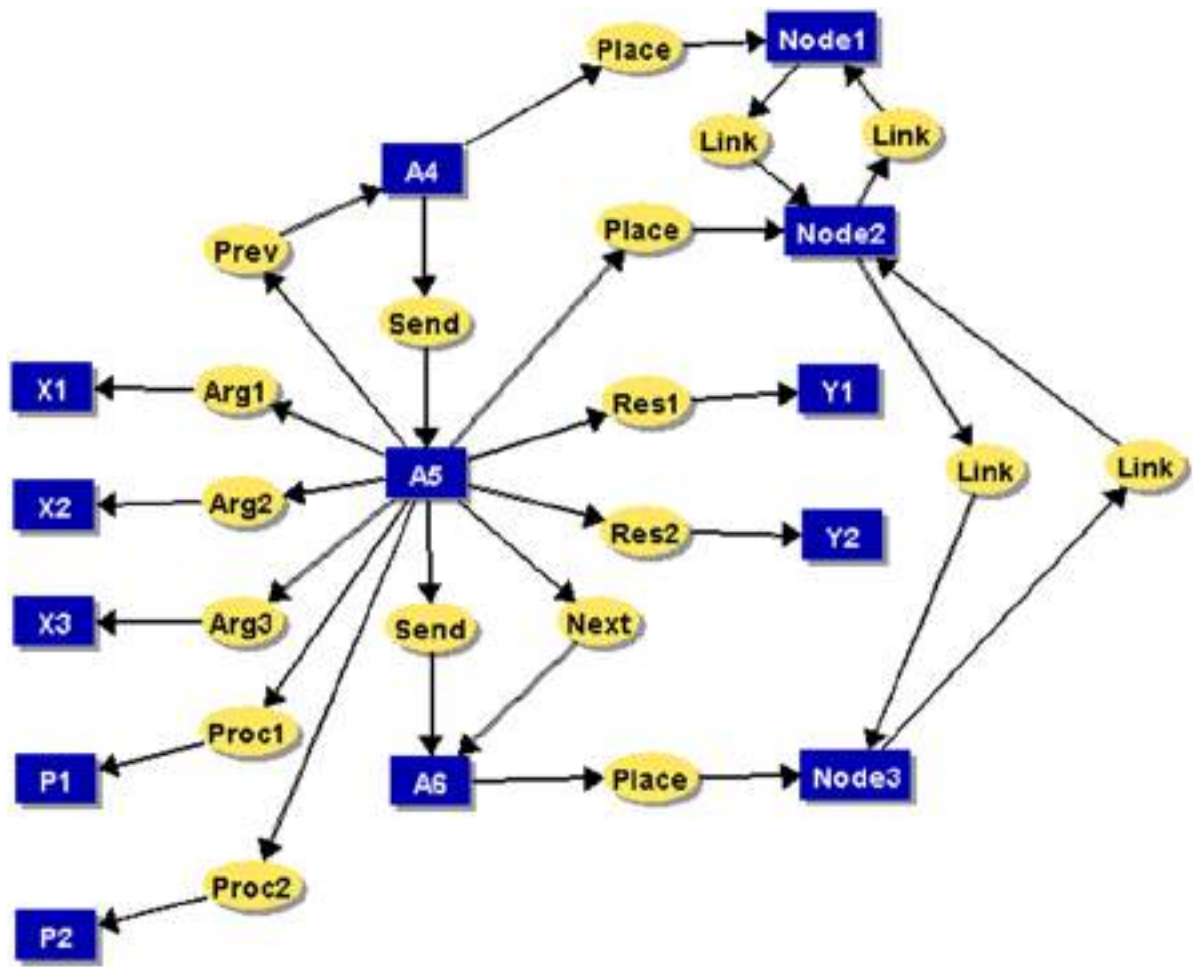 Place
Node1
Link
Link
A4
Prev
Place
Node2
Send
X1
Arg1
Res1
Y1
A5
Link
Link
X2
Arg2
Res2
Y2
X3
Arg3
Send
Next
Proc1
P1
A6
Place
Node3
Proc2
P2